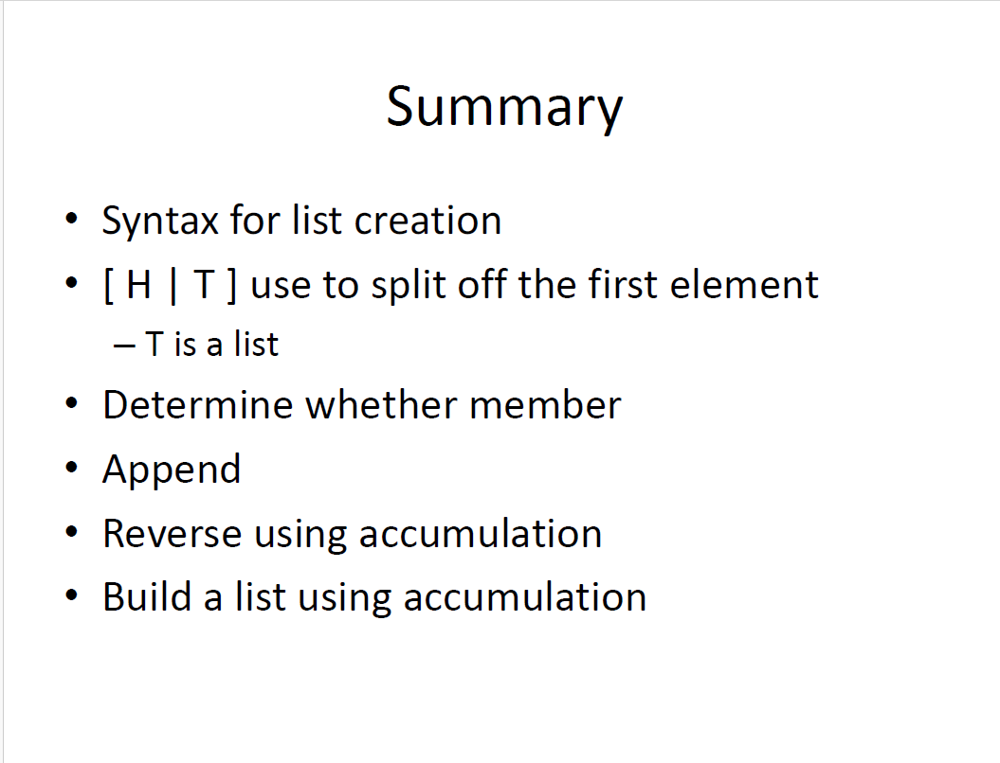 Summary
• Syntax for list creation
• [ H | T ] use to split off the first element
– T is a list
• Determine whether member
• Append
• Reverse using accumulation
• Build a list using accumulation